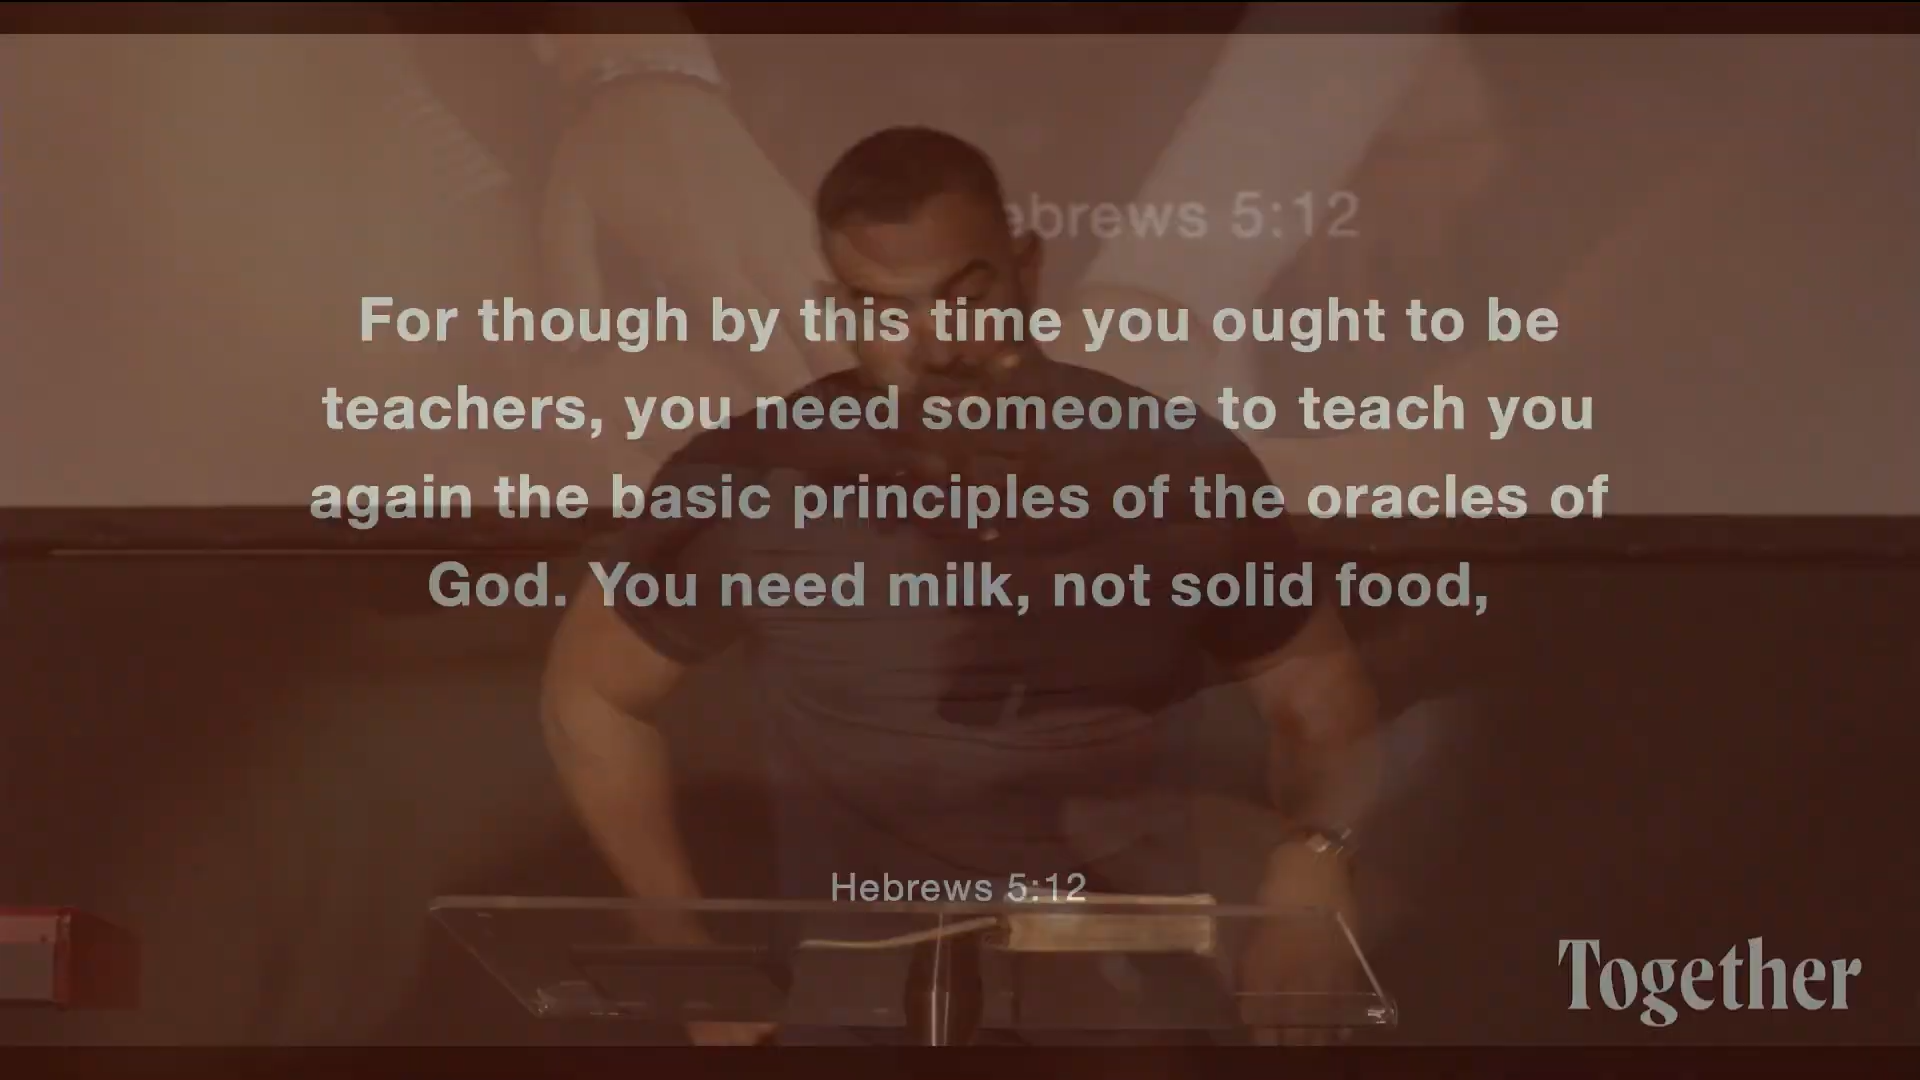 ebrews 5:12
For though by this time you ought to be
teachers, you need someone to teach you
again the basic principles of the oracles of
God. You need milk, not solid food,
Hebrews 5:12
Together